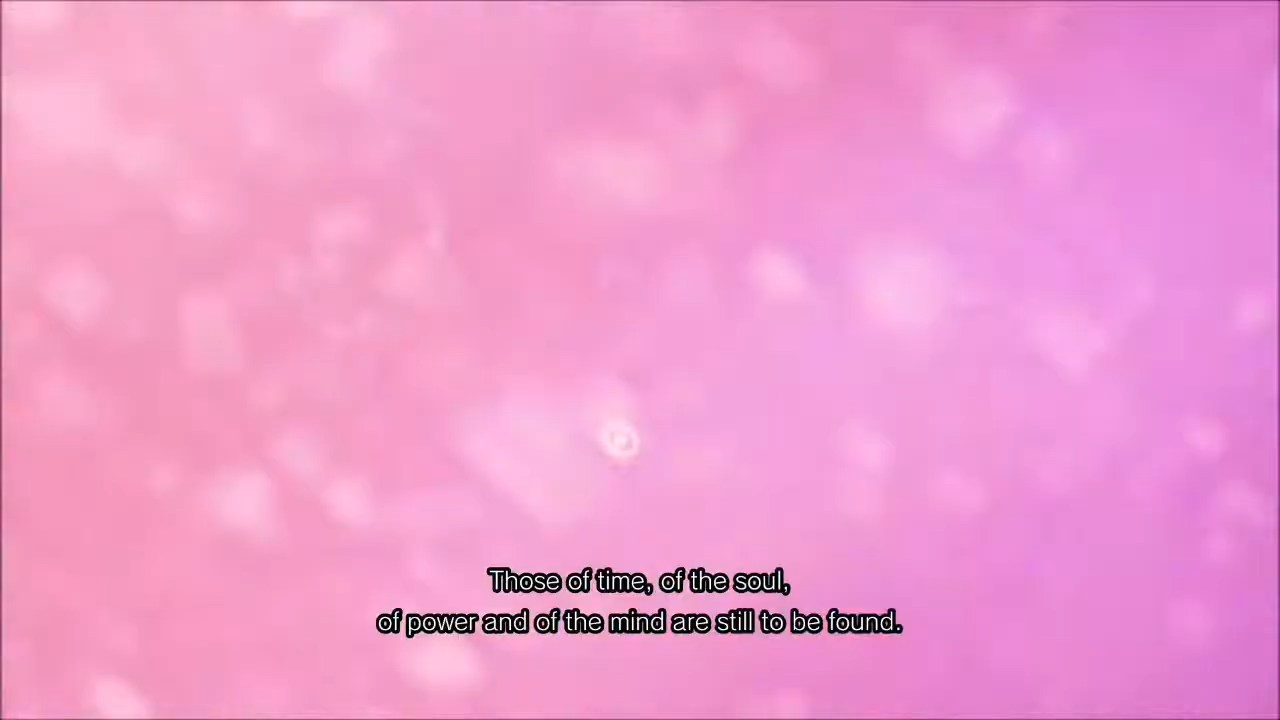 Those of time, of the soul,
of power and of the mind are still to be found.